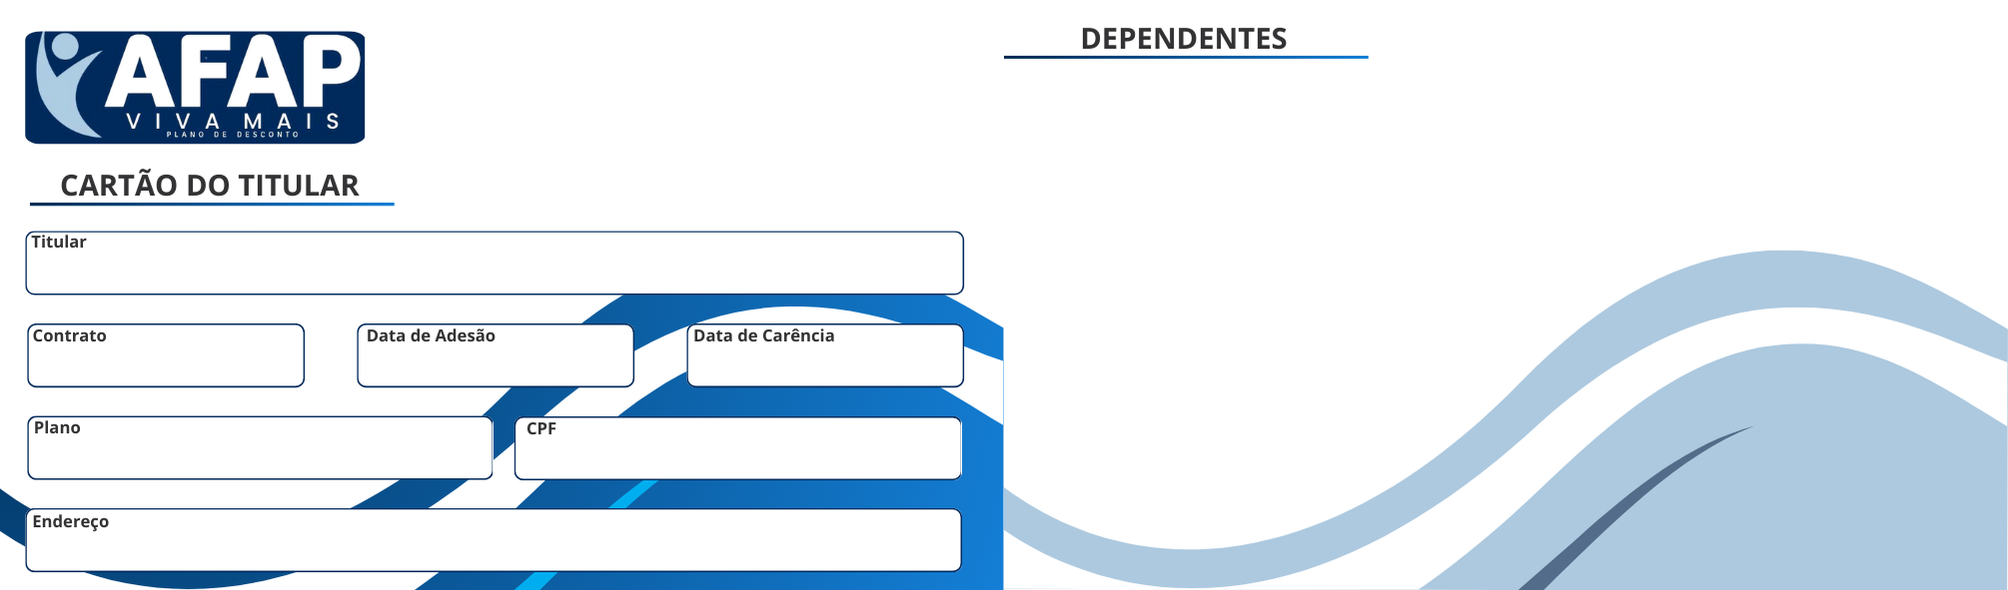 AFAP
VIVA MAIS
PLANO DE DESCONTO
CARTÃO DO TITULAR
Titular
Contrato
Data de Adesão
Data de Carência
Plano
CPF
Endereço
DEPENDENTES